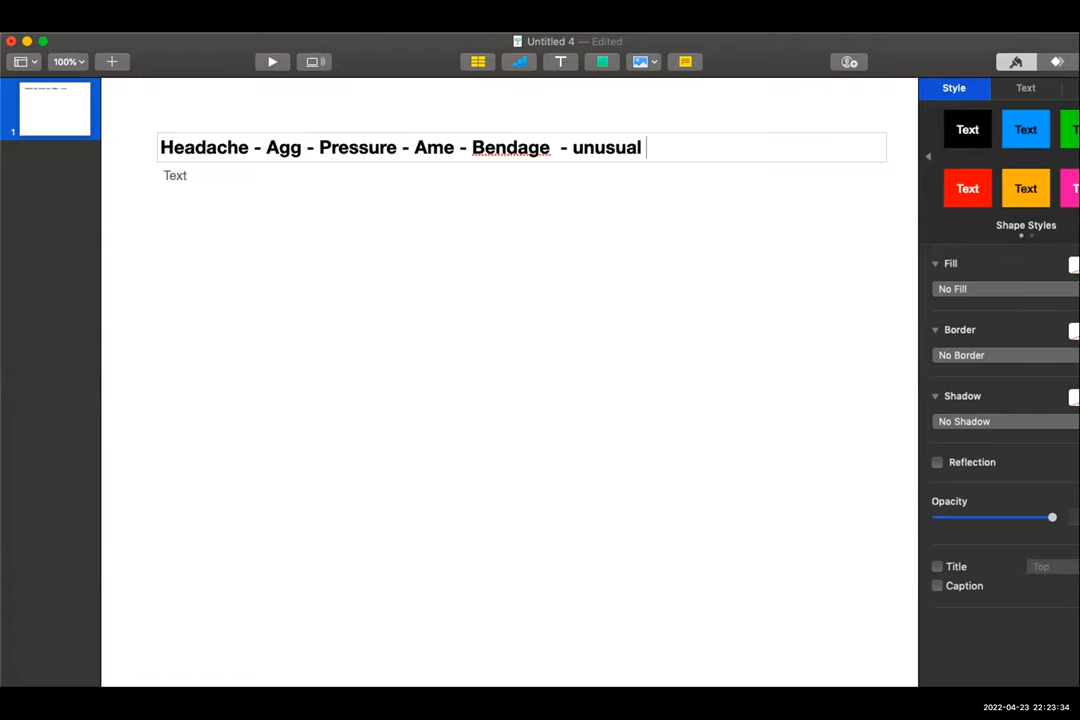 Untitled 4 — Edited
100%
T
Style
Text
1
Headache - Agg - Pressure - Ame - Bendage - unusual
Text
Text
Text
T
Text
Text
T
Shape Styles
Fill
No Fill
Border
No Border
Shadow
No Shadow
Reflection
Opacity
Title
Top
Caption
2022-04-23 22:23:34